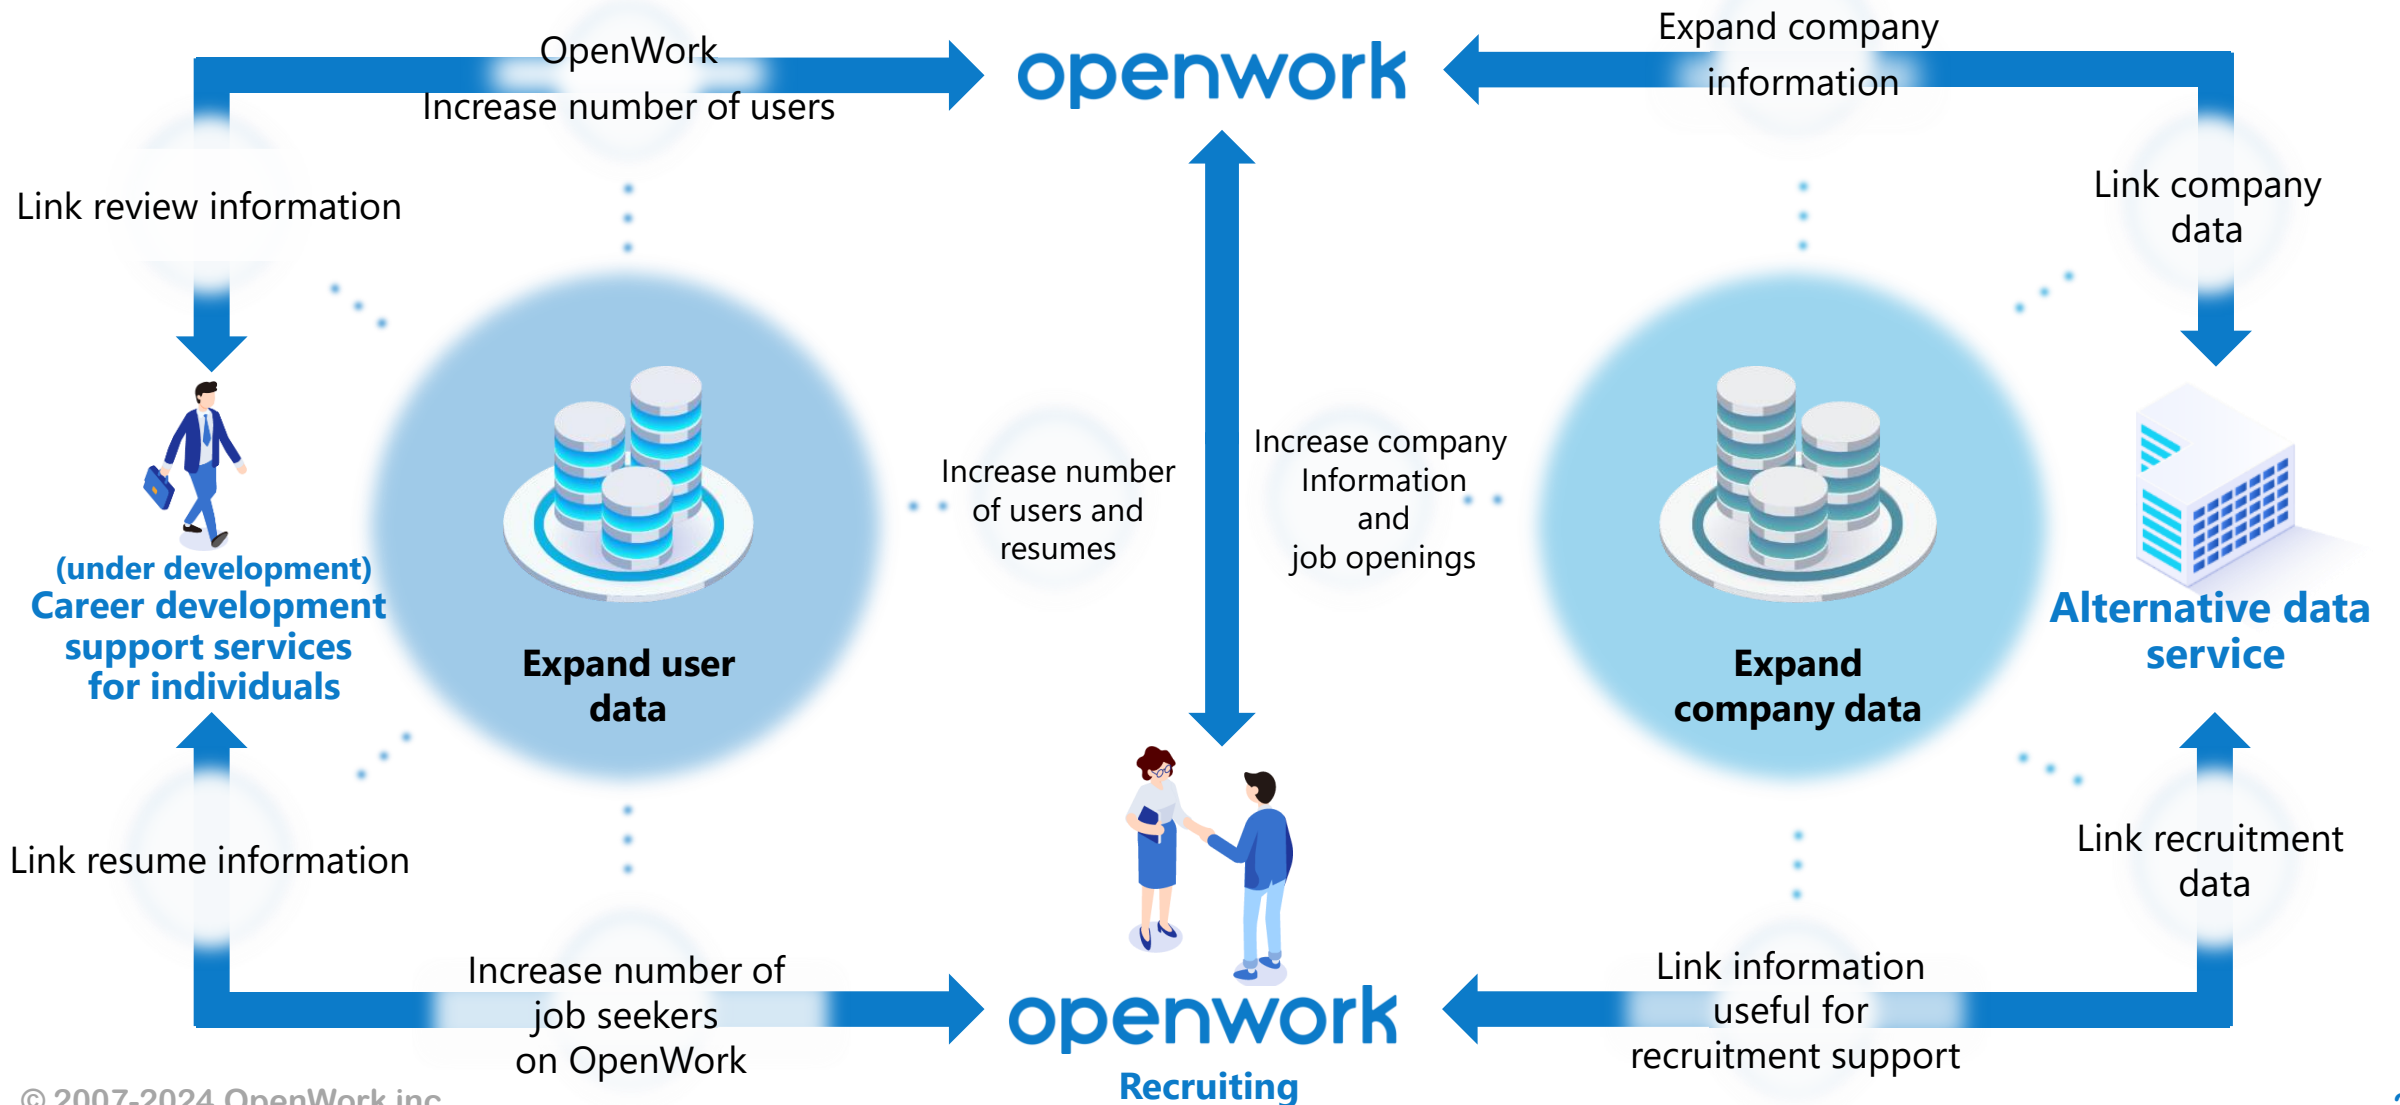 OpenWork
Increase number of users
openwork
Expand company
information
Link review information
Link company
data
Increase number
of users and
resumes
Increase company
Information
and
job openings
(under development)
Career development
support services
for individuals
Expand user
data
Expand
company data
Alternative data
service
Link resume information
Link recruitment
data
Increase number of
job seekers
on OpenWork
openwork
Recruiting
Link information
useful for
recruitment support
© 2007-2024 OpenWork inc